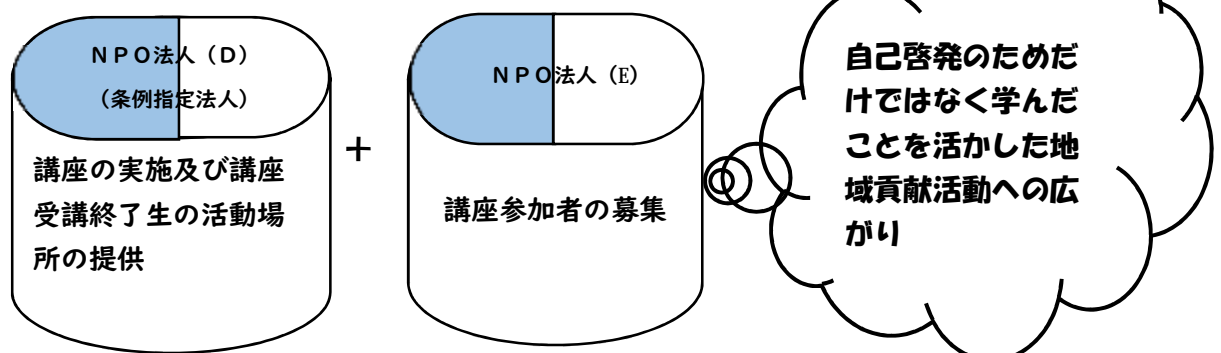 NPO法人（D）
（条例指定法人）
講座の実施及び講座
受講終了生の活動場
所の提供
＋
NPO法人（E）
講座参加者の募集
自己啓発のためだ
けではなく学んだ
ことを活かした地
域貢献活動への広
がり